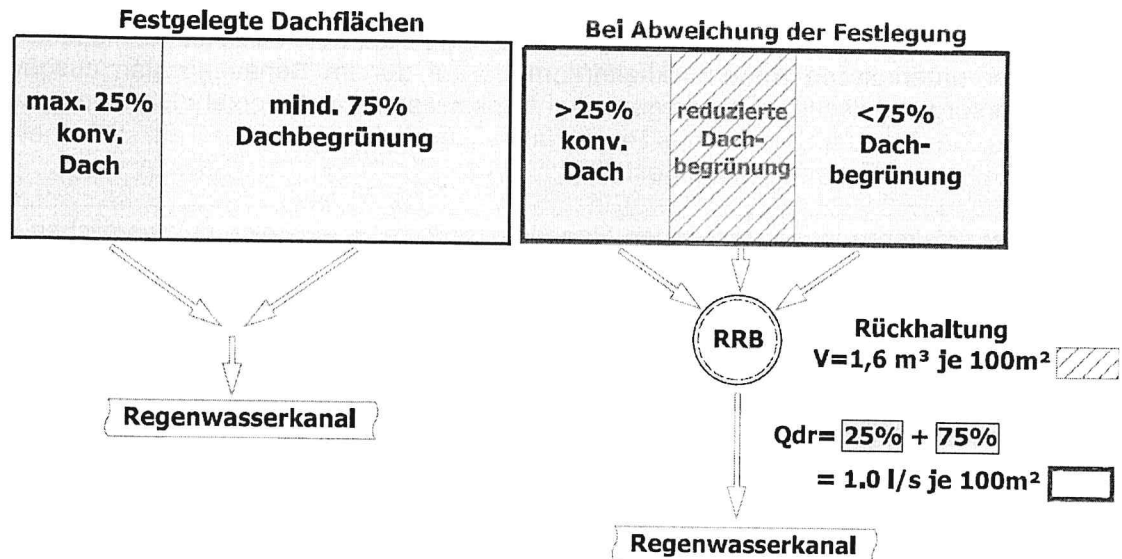 Festgelegte Dachflächen
max. 25%
konv.
Dach
mind. 75%
Dachbegrünung
Regenwasserkanal
Bei Abweichung der Festlegung
>25%
konv.
Dach
reduzierte
Dach-
begrünung
<75%
Dach-
begrünung
RRB
Rückhaltung
V=1,6 m³ je 100m²
Qdr= 25% + 75%
= 1.0 l/s je 100m²
Regenwasserkanal